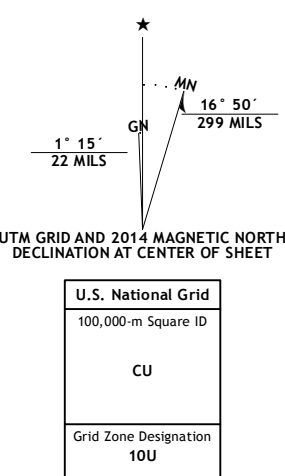 ★
MN
GN
16° 50´
299 MILS
1° 15´
22 MILS
UTM GRID AND 2014 MAGNETIC NORTH
DECLINATION AT CENTER OF SHEET
U.S. National Grid
100,000-m Square ID
CU
Grid Zone Designation
10U